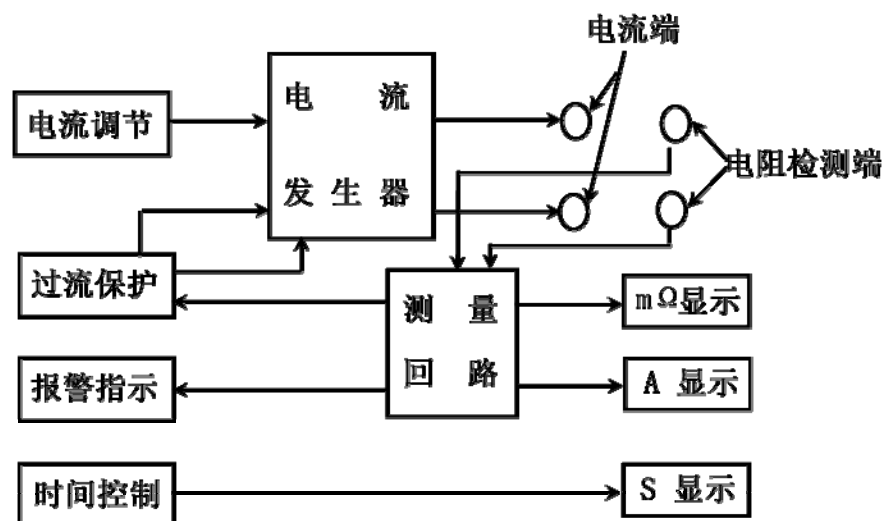 电流端
电流调节
电 流
发 生 器
电阻检测端
过流保护
测 量
回 路
mΩ显示
报警指示
A 显示
时间控制
S 显示